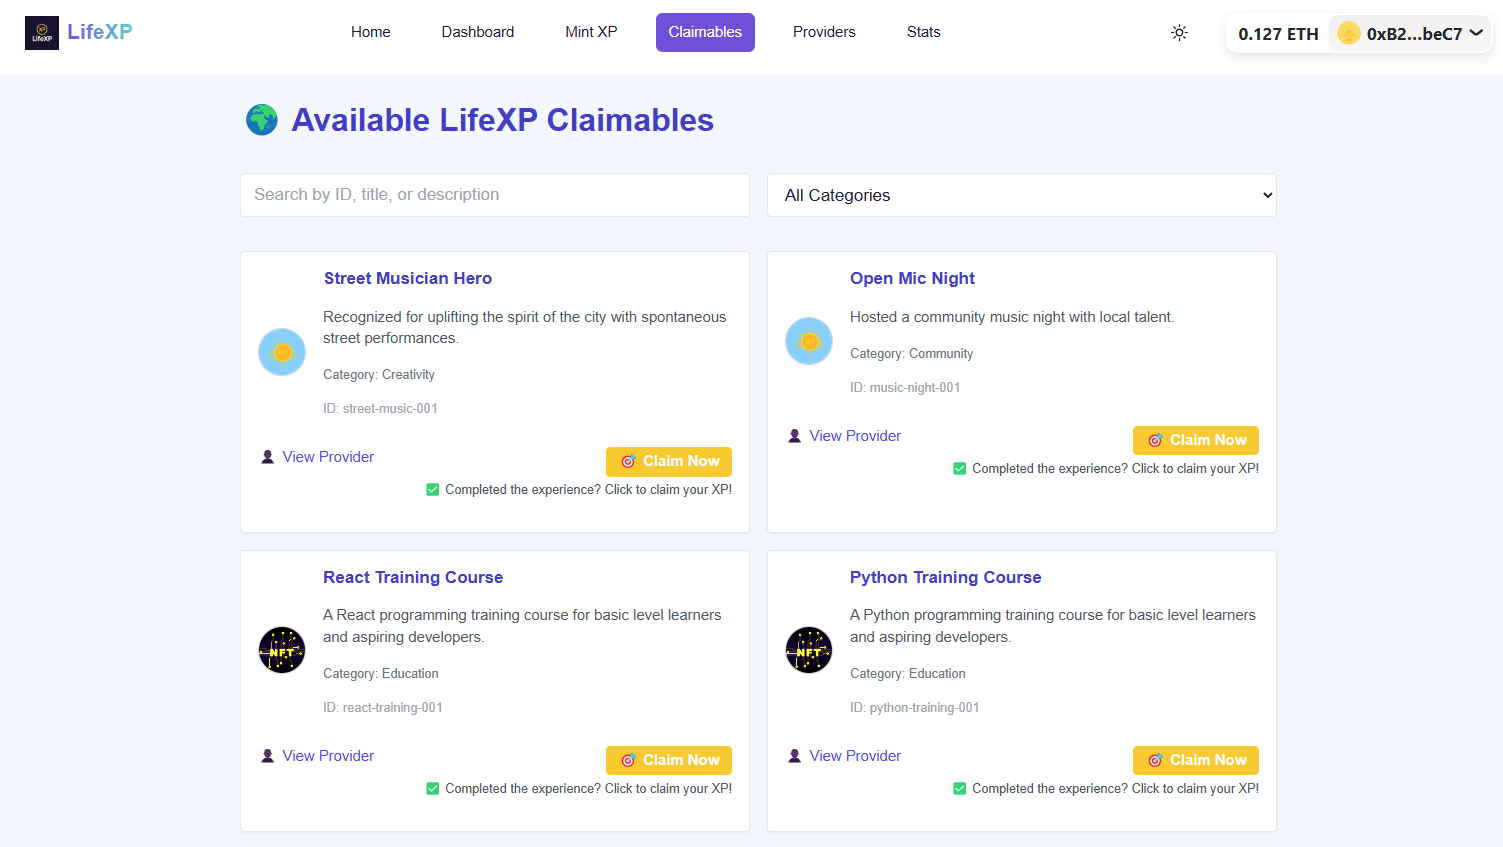 LifeXP
LifeXP
Home
Dashboard
Mint XP
Claimables
Providers
Stats
0.127 ETH
0xB2...beC7
Available LifeXP Claimables
Search by ID, title, or description
All Categories
Street Musician Hero
Recognized for uplifting the spirit of the city with spontaneous
street performances.
Category: Creativity
ID: street-music-001
View Provider
Claim Now
Completed the experience? Click to claim your XP!
Open Mic Night
Hosted a community music night with local talent.
Category: Community
ID: music-night-001
View Provider
Claim Now
Completed the experience? Click to claim your XP!
React Training Course
A React programming training course for basic level learners
and aspiring developers.
NFT
Category: Education
ID: react-training-001
View Provider
Claim Now
Completed the experience? Click to claim your XP!
Python Training Course
A Python programming training course for basic level learners
and aspiring developers.
NFT
Category: Education
ID: python-training-001
View Provider
Claim Now
Completed the experience? Click to claim your XP!